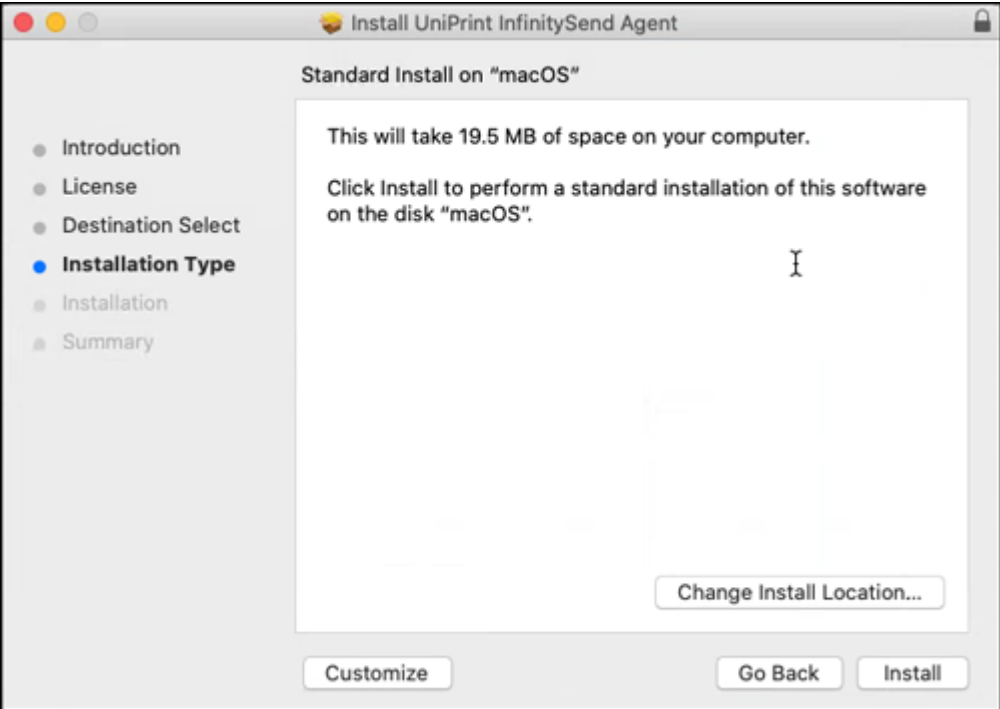 Install UniPrint InfinitySend Agent
Standard Install on “macOS”
Introduction
License
Destination Select
Installation Type
Installation
Summary
This will take 19.5 MB of space on your computer.
Click Install to perform a standard installation of this software
on the disk “macOS”.
Change Install Location...
Customize
Go Back
Install